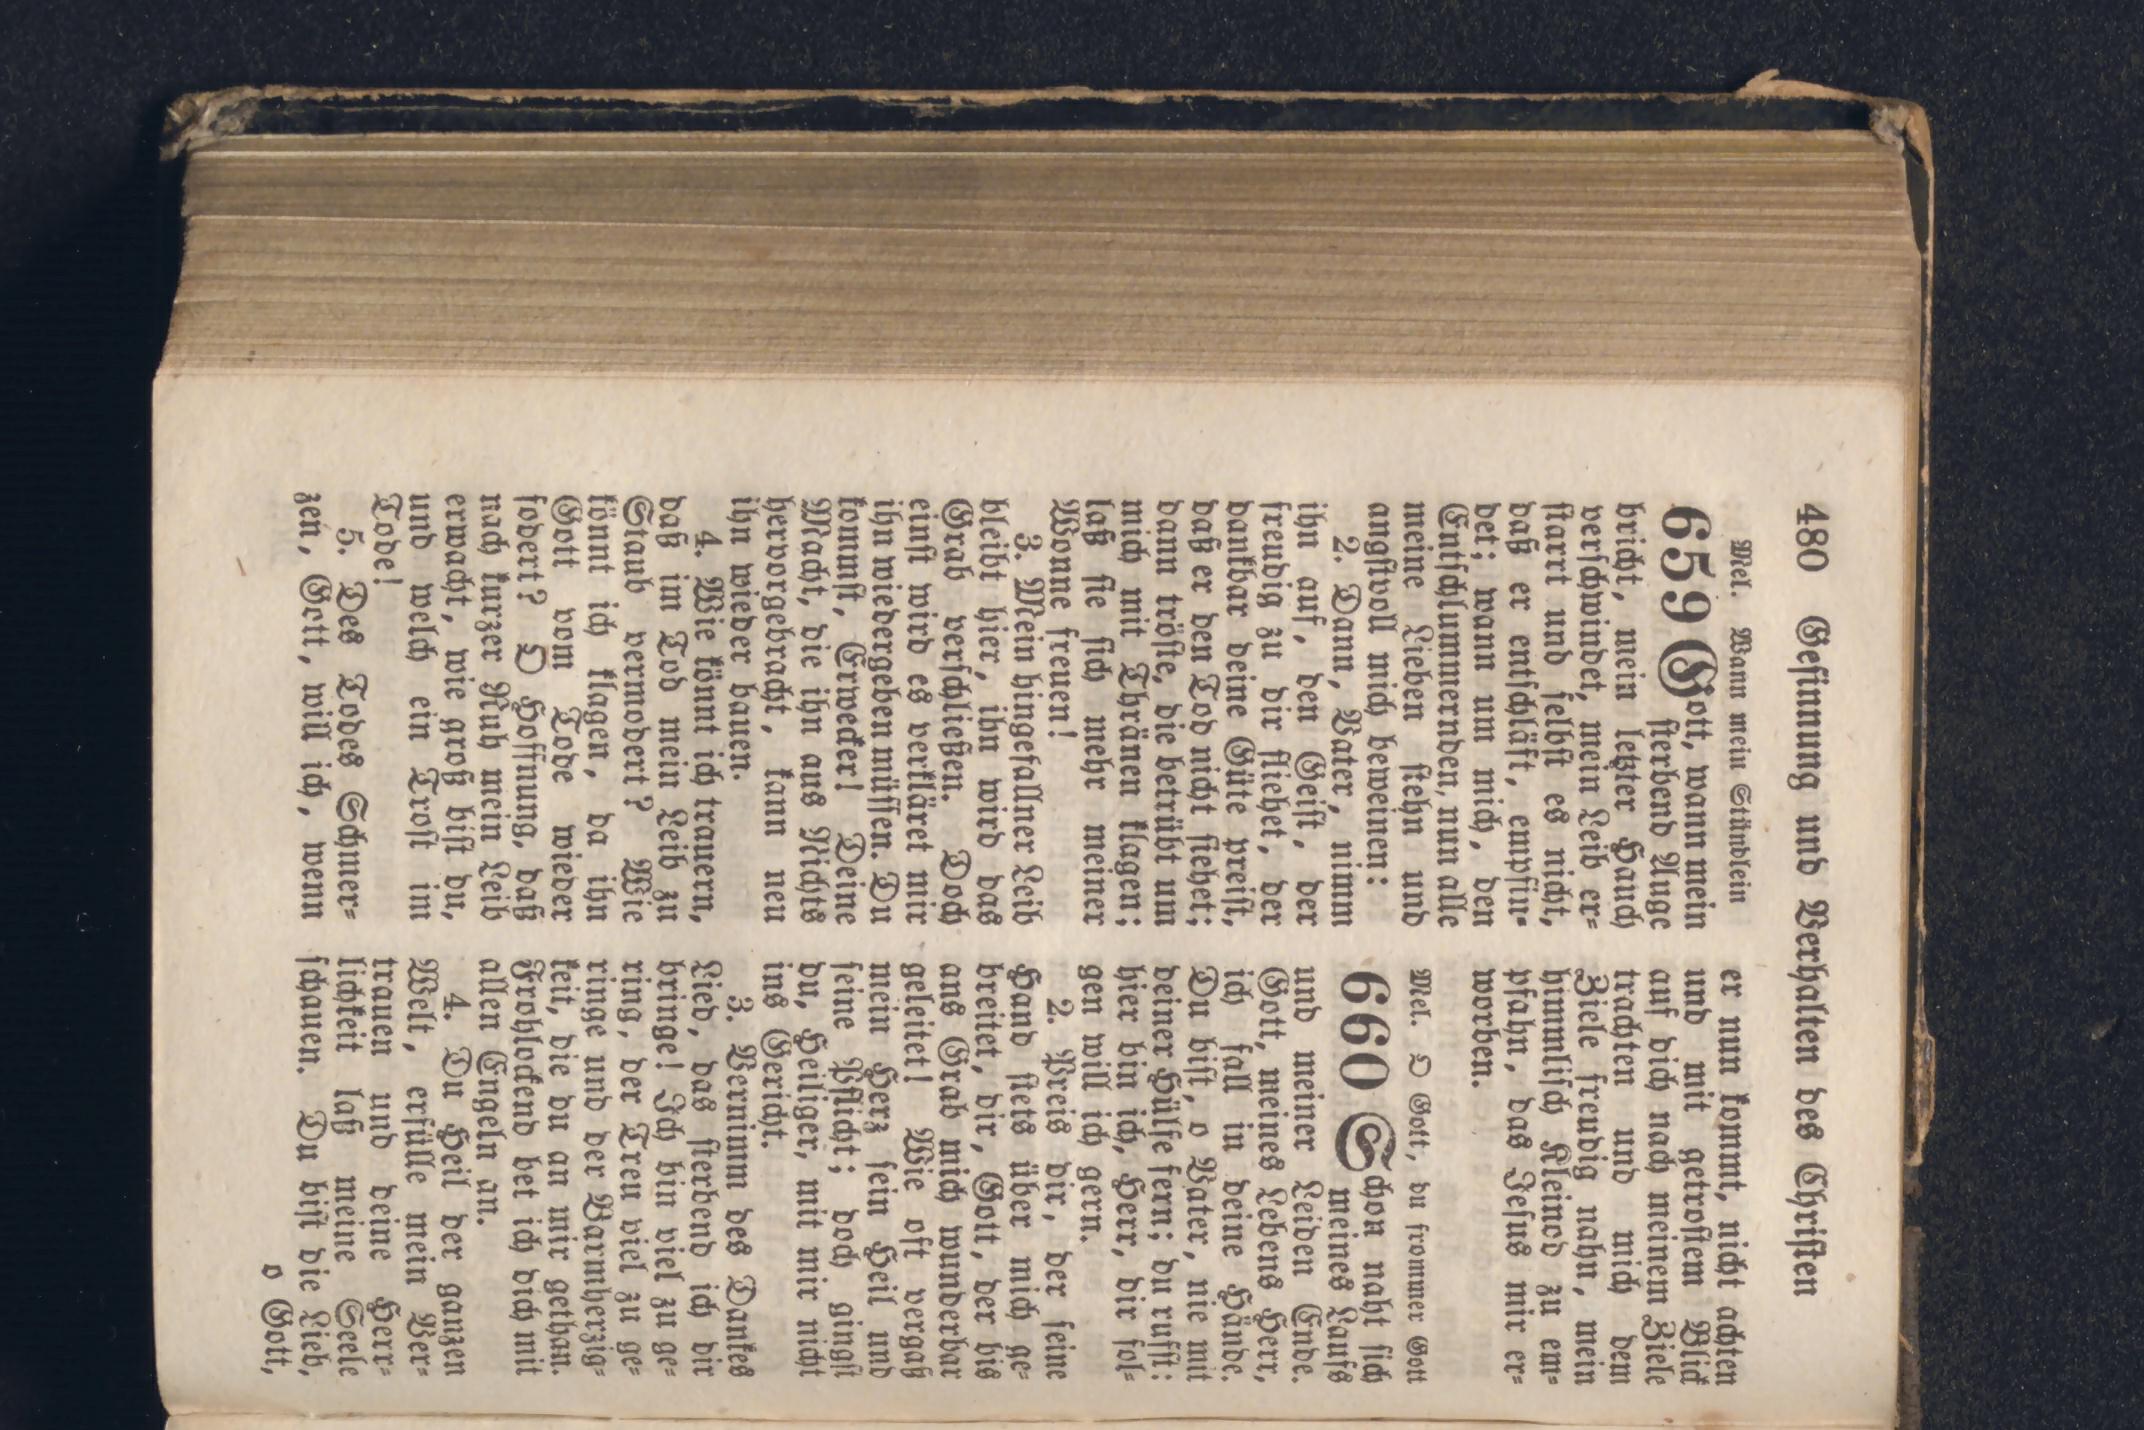 480 Gesinnung und Verhalten des Christen
Mel. Wann mein Stündlein
659 Gott, wann mein
sterbend Auge
bricht, mein letzter Hauch
verschwindet, mein Leib er=
starrt und selbst es nicht,
daß er entschläft, empfin=
det; wann um mich, den
Entschlummernden, nun alle
meine Lieben stehn und
angstvoll mich beweinen:
2. Dann, Vater, nimm
ihn auf, den Geist, der
freudig zu dir fliehet, der
dankbar deine Güte preist,
daß er den Tod nicht siehet;
dann tröste, die betrübt um
mich mit Thränen klagen;
laß sie sich mehr meiner
Wonne freuen!
3. Mein hingefallner Leib
bleibt hier, ihn wird das
Grab verschließen. Doch
einst wird es verkläret mir
ihn wiedergeben müssen. Du
kommst, Erwecker! Deine
Macht, die ihn aus Nichts
hervorgebracht, kann neu
ihn wieder bauen.
4. Wie könnt ich trauern,
daß im Tod mein Leib zu
Staub vermodert? Wie
könnt ich klagen, da ihn
Gott vom Tode wieder
fodert? O Hoffnung, daß
nach kurzer Ruh mein Leib
erwacht, wie groß bist du,
und welch ein Trost im
Tode!
5. Des Todes Schmer=
zen, Gott, will ich, wenn
er nun kommt, nicht achten
und mit getrostem Blick
auf dich nach meinem Ziele
trachten und mich dem
Ziele freudig nahn, mein
himmlisch Kleinod zu em=
pfahn, das Jesus mir er=
worben.
Mel. O Gott, du frommer Gott
660 Schon naht sich
meines Laufs
und meiner Leiden Ende.
Gott, meines Lebens Herr,
ich fall in deine Hände.
Du bist, o Vater, nie mit
deiner Hülfe fern; du rufst:
hier bin ich, Herr, dir fol=
gen will ich gern.
2. Preis dir, der seine
Hand stets über mich ge=
breitet, dir, Gott, der bis
ans Grab mich wunderbar
geleitet! Wie oft vergaß
mein Herz sein Heil und
seine Pflicht; doch gingst
du, Heiliger, mit mir nicht
ins Gericht.
3. Vernimm des Dankes
Lied, das sterbend ich dir
bringe! Ich bin viel zu ge=
ring, der Treu viel zu ge=
ringe und der Barmherzig=
keit, die du an mir gethan.
Frohlockend bet ich dich mit
allen Engeln an.
4. Du Heil der ganzen
Welt, erfülle mein Ver=
trauen und deine Herr=
lichkeit laß meine Seele
schauen. Du bist die Lieb,
o Gott,